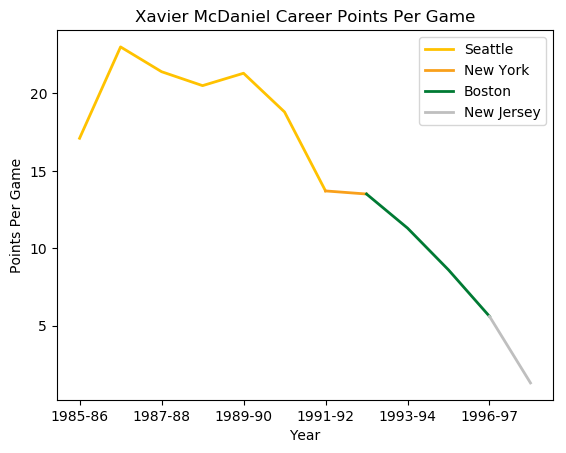 Xavier McDaniel Career Points Per Game
Seattle
New York
Boston
New Jersey
Points Per Game
20
15
10
5
1985-86 1987-88 1989-90 1991-92 1993-94 1996-97
Year